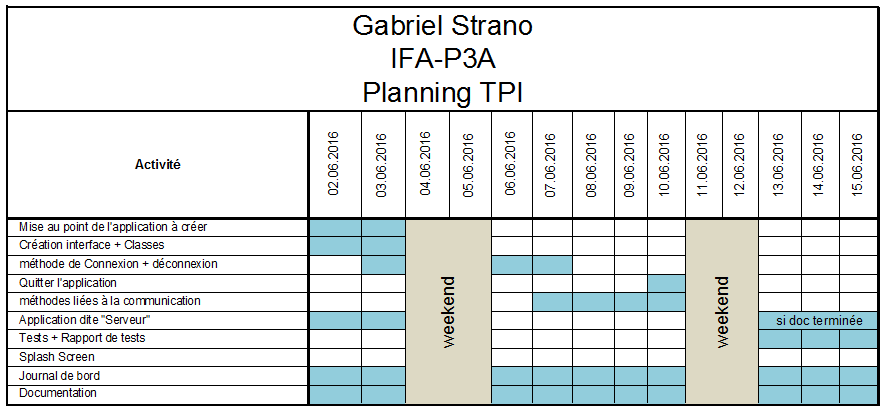 Gabriel Strano
IFA-P3A
Planning TPI
Activité
02.06.2016
03.06.2016
04.06.2016
05.06.2016
06.06.2016
07.06.2016
08.06.2016
09.06.2016
10.06.2016
11.06.2016
12.06.2016
13.06.2016
14.06.2016
15.06.2016
Mise au point de l'application à créer
Création interface + Classes
méthode de Connexion + déconnexion
Quitter l'application
méthodes liées à la communication
Application dite "Serveur"
si doc terminée
Tests + Rapport de tests
Splash Screen
Journal de bord
Documentation
weekend
weekend